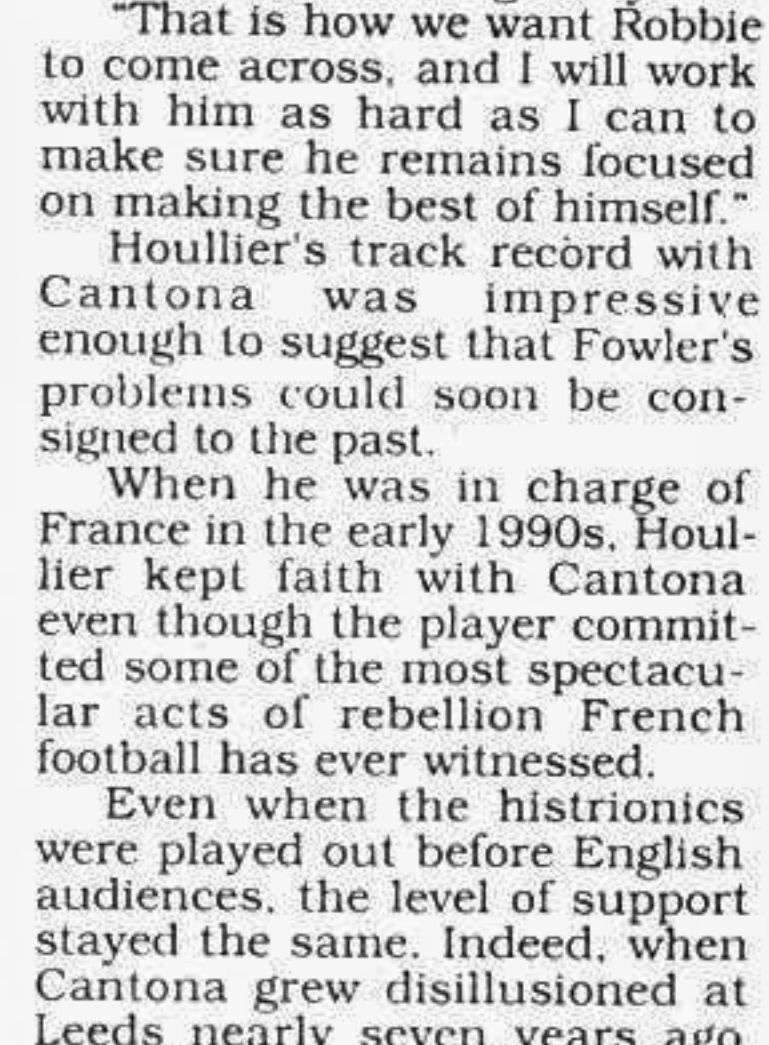 "That is how we want Robbie
to come across, and I will work
with him as hard as I can to
make sure he remains focused
on making the best of himself."
Houllier's track record with
Cantona was impressive
enough to suggest that Fowler's
problems could soon be con-
signed to the past.
When he was in charge of
France in the early 1990s, Houl-
lier kept faith with Cantona
even though the player commit-
ted some of the most spectacu-
lar acts of rebellion French
football has ever witnessed.
Even when the histrionics
were played out before English
audiences, the level of support
stayed the same. Indeed, when
Cantona grew disillusioned at
Leeds nearly seven years ago